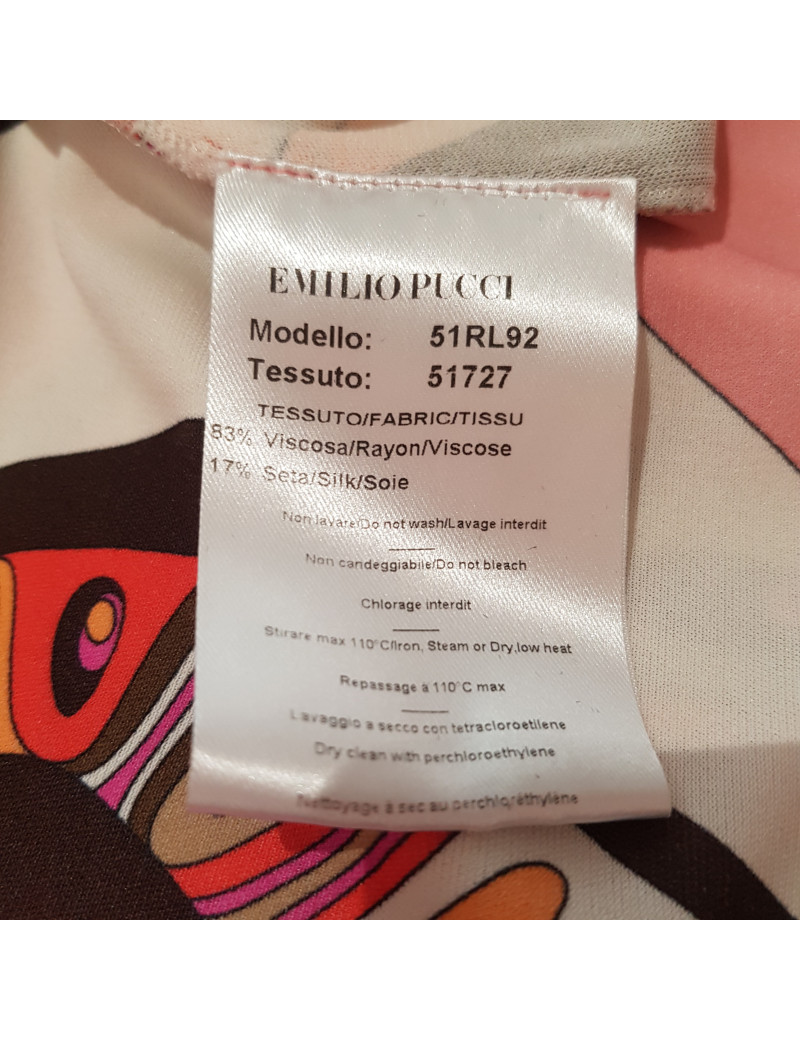 EMILIO PUCCI
Modello: 51RL92
Tessuto: 51727
TESSUTO/FABRIC/TISSU
83% Viscosa/Rayon/Viscose
17% Seta/Silk/Soie
Non lavare/Do not wash/Lavage interdit
Non candeggiabile/Do not bleach
Chlorage interdit
Stirare max 110°C/Iron, Steam or Dry,low heat
Repassage à 110°C max
Lavaggio a secco con tetracloroetilene
Dry clean with perchloroethylene
Nettoyage à sec au perchloréthylène